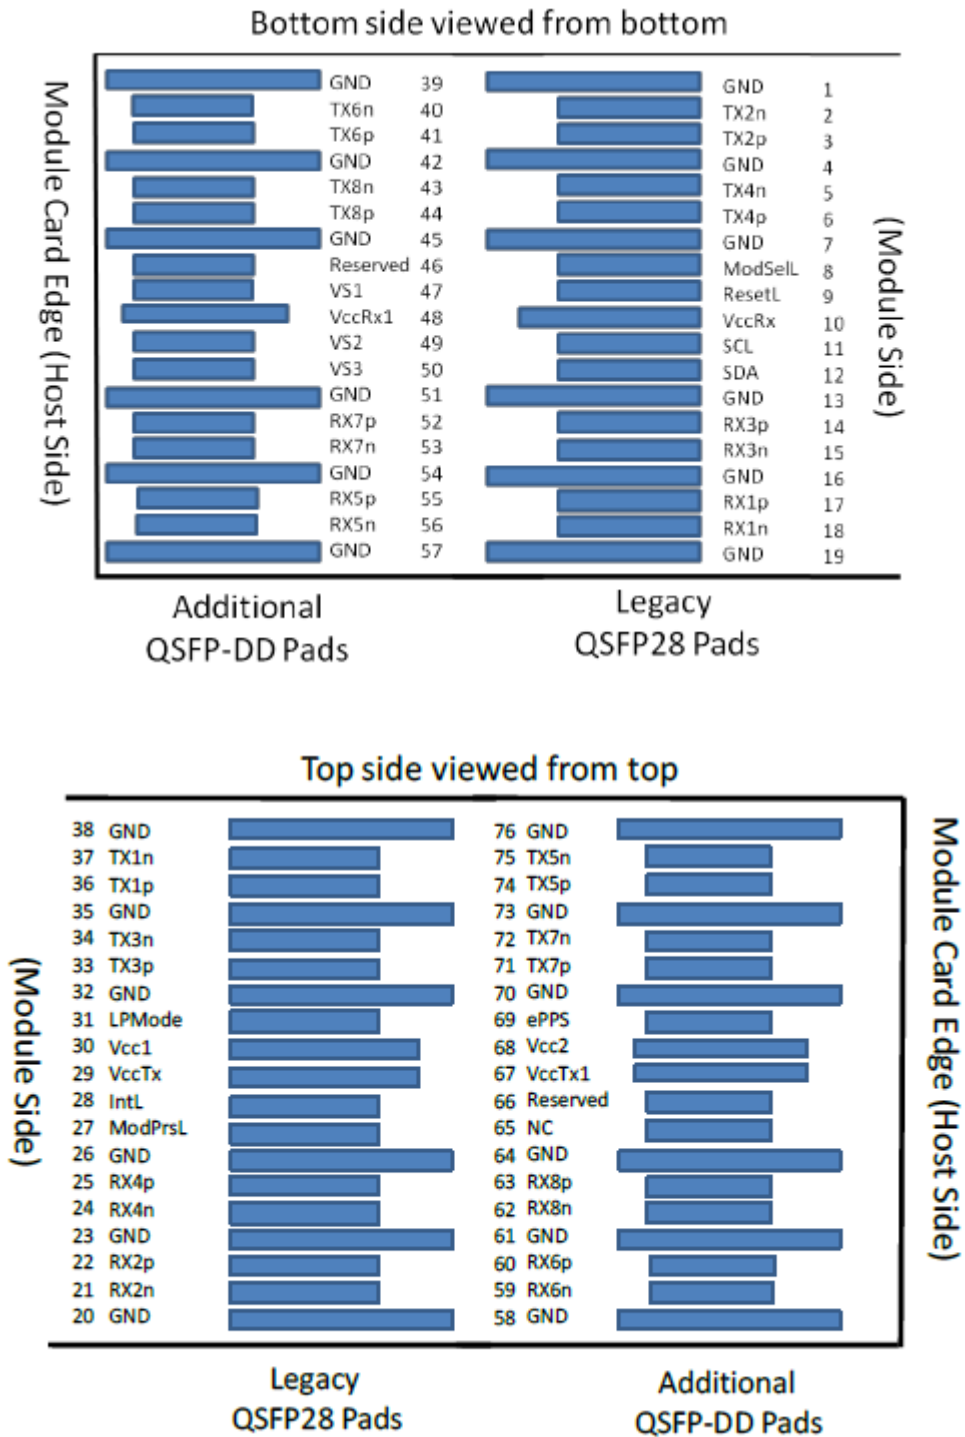 Bottom side viewed from bottom
Module Card Edge (Host Side)
GND 39
TX6n 40
TX6p 41
GND 42
TX8n 43
TX8p 44
GND 45
Reserved 46
VS1 47
VccRx1 48
VS2 49
VS3 50
GND 51
RX7p 52
RX7n 53
GND 54
RX5p 55
RX5n 56
GND 57
GND 1
TX2n 2
TX2p 3
GND 4
TX4n 5
TX4p 6
GND 7
ModSelL 8
ResetL 9
VccRx 10
SCL 11
SDA 12
GND 13
RX3p 14
RX3n 15
GND 16
RX1p 17
RX1n 18
GND 19
(Module Side)
Additional
QSFP-DD Pads
Legacy
QSFP28 Pads
Top side viewed from top
(Module Side)
38 GND
37 TX1n
36 TX1p
35 GND
34 TX3n
33 TX3p
32 GND
31 LPMode
30 Vcc1
29 VccTx
28 IntL
27 ModPrsL
26 GND
25 RX4p
24 RX4n
23 GND
22 RX2p
21 RX2n
20 GND
76 GND
75 TX5n
74 TX5p
73 GND
72 TX7n
71 TX7p
70 GND
69 ePPS
68 Vcc2
67 VccTx1
66 Reserved
65 NC
64 GND
63 RX8p
62 RX8n
61 GND
60 RX6p
59 RX6n
58 GND
Module Card Edge (Host Side)
Legacy
QSFP28 Pads
Additional
QSFP-DD Pads